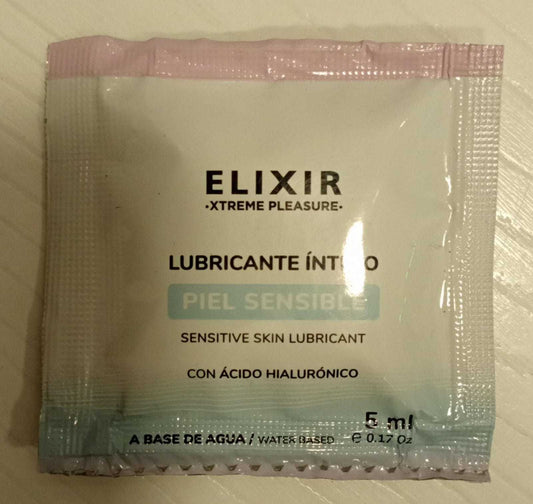 ELIXIR
·XTREME PLEASURE·
LUBRICANTE ÍNTIMO
PIEL SENSIBLE
SENSITIVE SKIN LUBRICANT
CON ÁCIDO HIALURÓNICO
5 ml
A BASE DE AGUA / WATER BASED ℮ 0.17 Oz